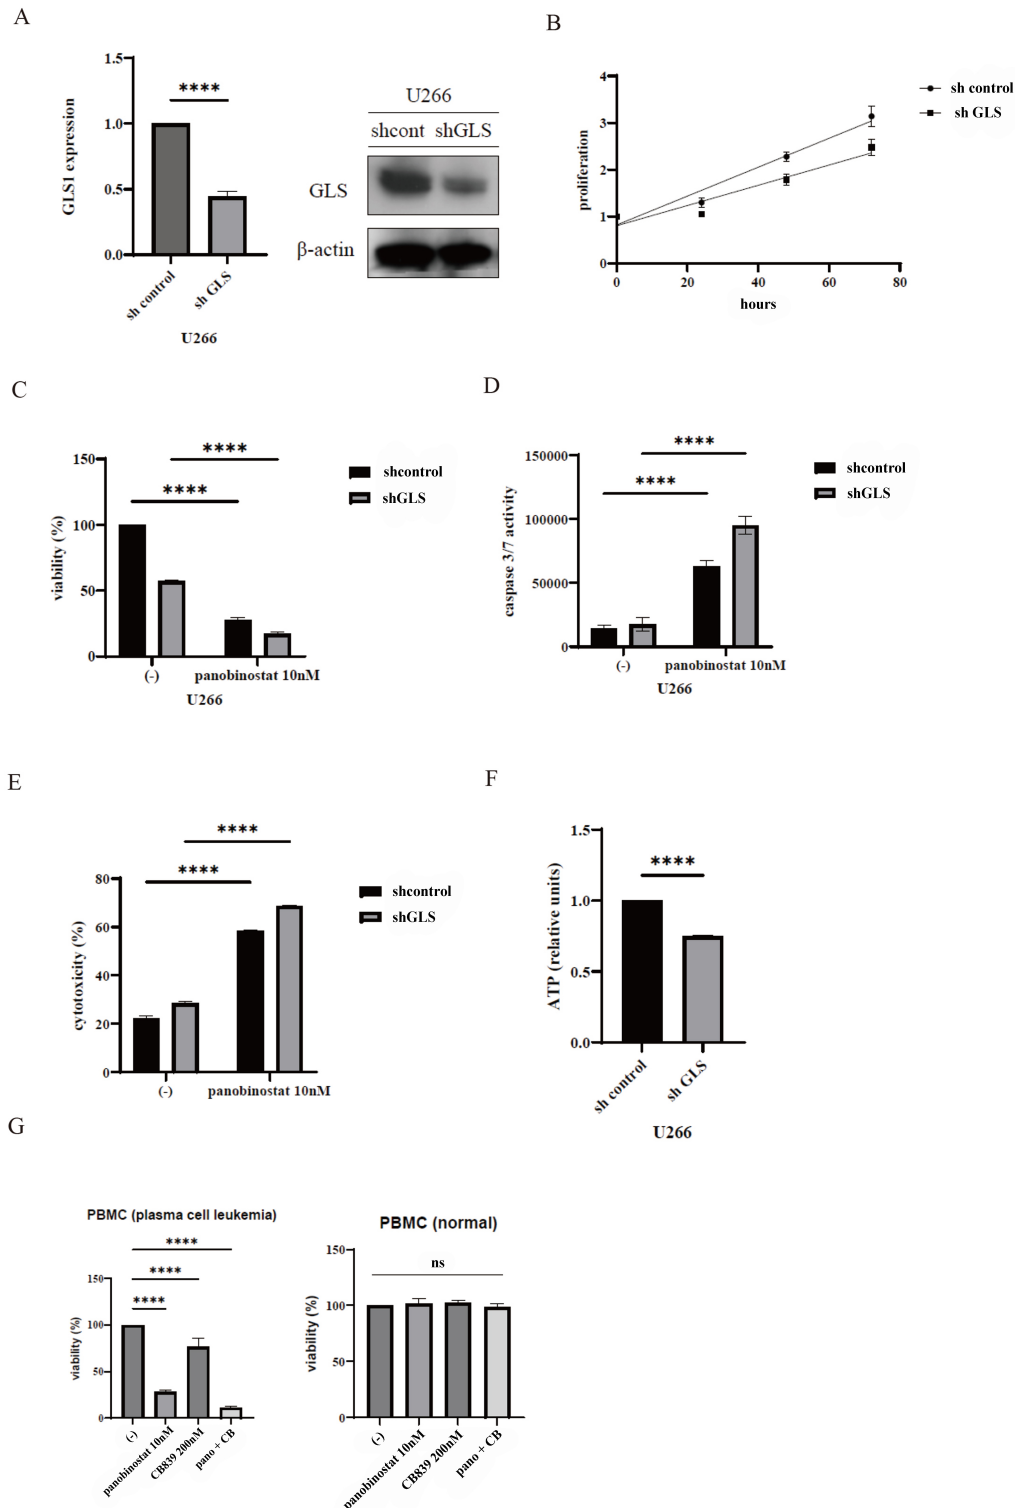 A
1.5
1.0
0.5
0.0
GLS1 expression
****
sh control
sh GLS
U266
U266
shcont shGLS
GLS
β-actin
B
4
3
2
1
0
proliferation
0 20 40 60 80
hours
sh control
sh GLS
C
150
100
50
0
viability (%)
****
****
(-) panobinostat 10nM
U266
shcontrol
shGLS
D
150000
100000
50000
0
caspase 3/7 activity
****
****
(-) panobinostat 10nM
U266
shcontrol
shGLS
E
80
60
40
20
0
cytotoxicity (%)
****
****
(-) panobinostat 10nM
shcontrol
shGLS
F
1.5
1.0
0.5
0.0
ATP (relative units)
****
sh control
sh GLS
U266
G
PBMC (plasma cell leukemia)
****
****
****
150
100
50
0
viability (%)
(-)
panobinostat 10nM
CB839 200nM
pano + CB
PBMC (normal)
ns
150
100
50
0
viability (%)
(-)
panobinostat 10nM
CB839 200nM
pano + CB